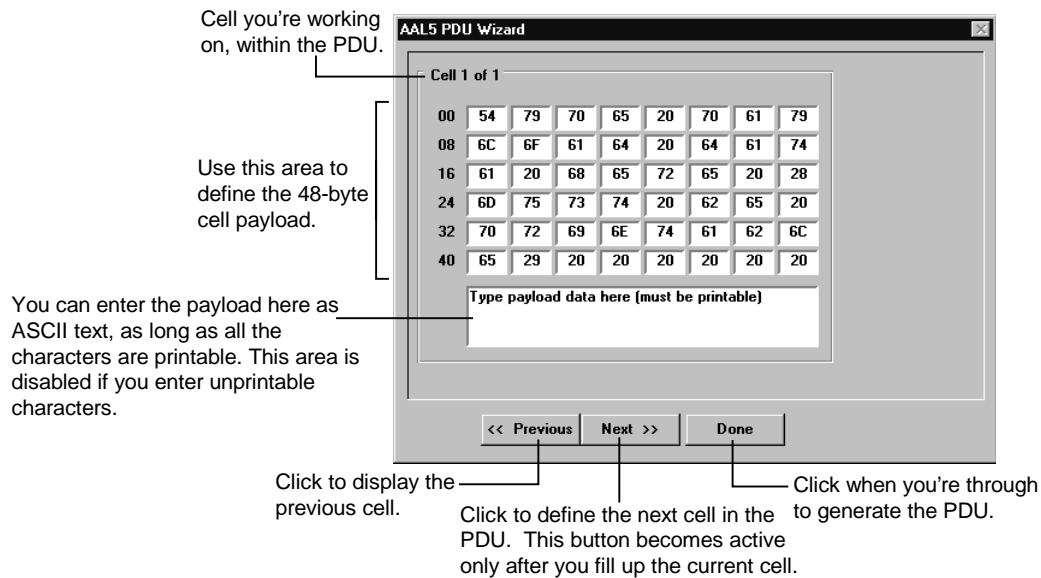 Cell you're working
on, within the PDU.
AAL5 PDU Wizard
Cell 1 of 1
00 54 79 70 65 20 70 61 79
08 6C 6F 61 64 20 64 61 74
16 61 20 68 65 72 65 20 28
24 6D 75 73 74 20 62 65 20
32 70 72 69 6E 74 61 62 6C
40 65 29 20 20 20 20 20 20
Use this area to
define the 48-byte
cell payload.
Type payload data here (must be printable)
You can enter the payload here as
ASCII text, as long as all the
characters are printable. This area is
disabled if you enter unprintable
characters.
<< Previous
Next >>
Done
Click to display the
previous cell.
Click to define the next cell in the
PDU.  This button becomes active
only after you fill up the current cell.
Click when you're through
to generate the PDU.